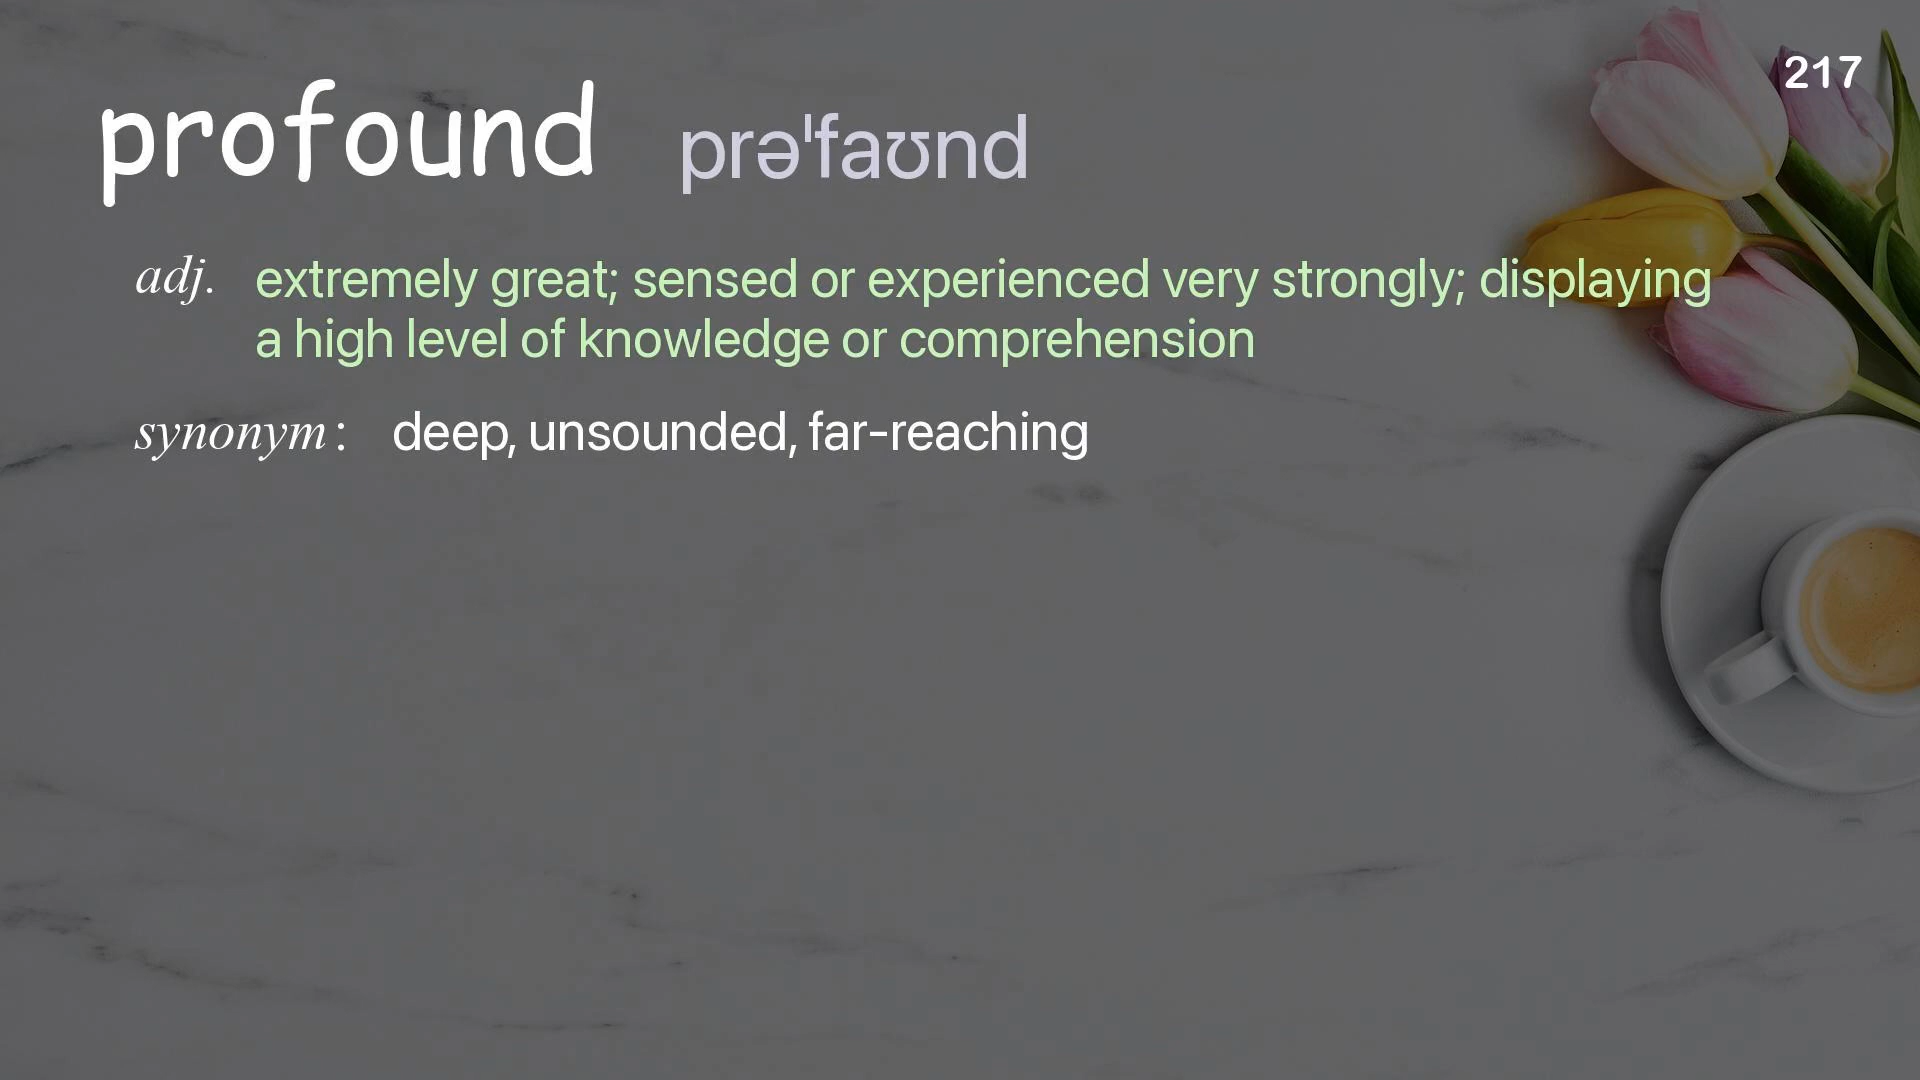 217
profound prəˈfaʊnd
adj. extremely great; sensed or experienced very strongly; displaying
a high level of knowledge or comprehension
synonym: deep, unsounded, far-reaching